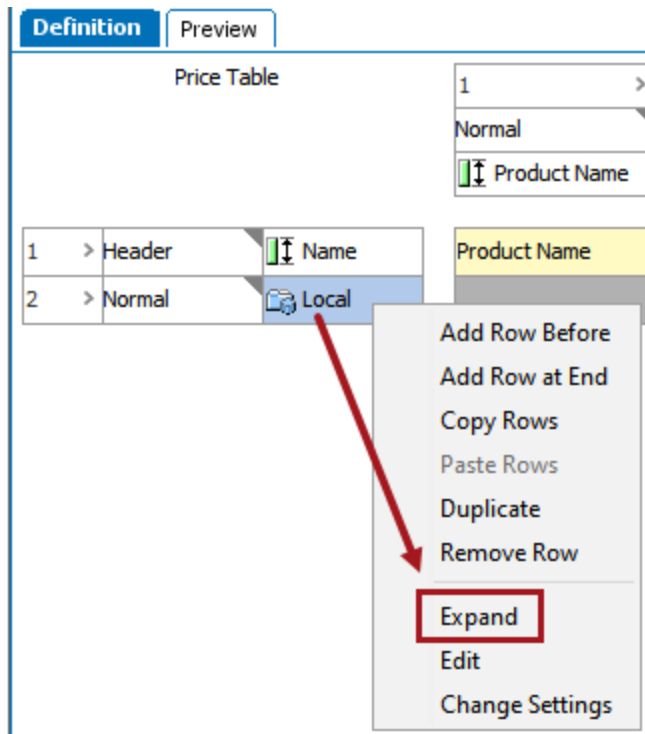 Definition Preview
Price Table
1 >
Normal
Product Name
1 > Header Name Product Name
2 > Normal Local
Add Row Before
Add Row at End
Copy Rows
Paste Rows
Duplicate
Remove Row
Expand
Edit
Change Settings